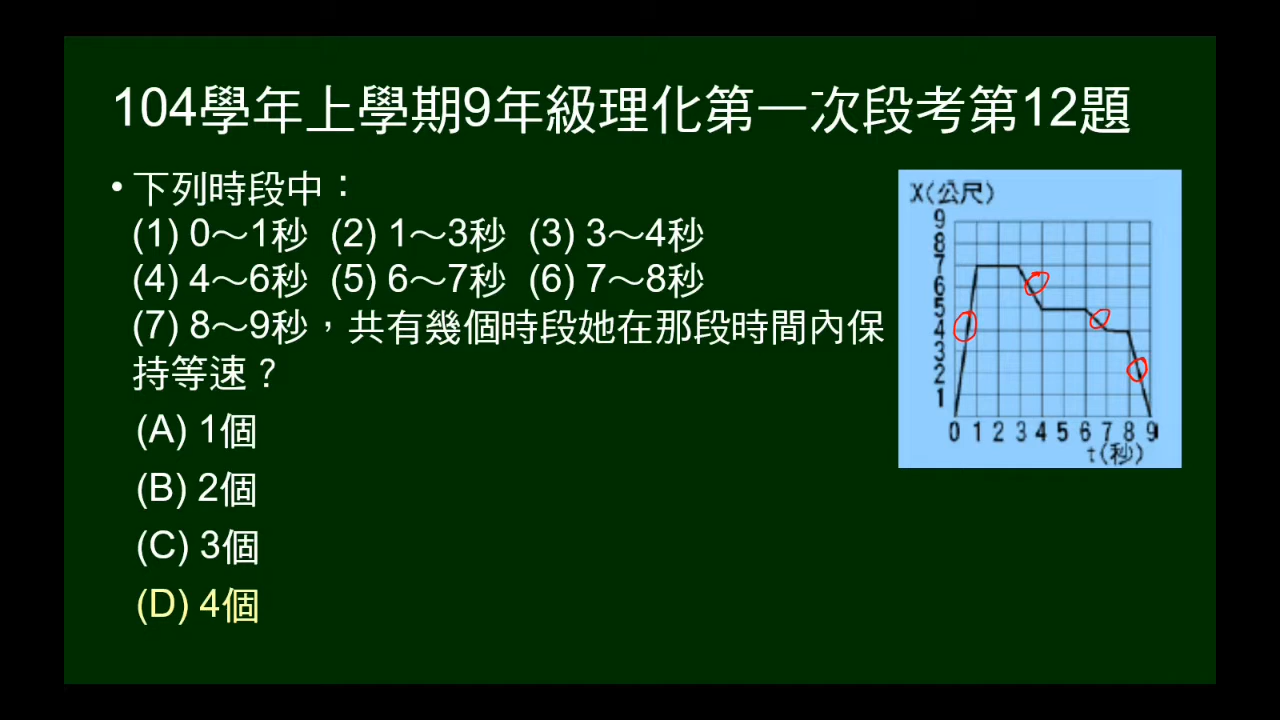 104學年上學期9年級理化第一次段考第12題
• 下列時段中：
(1) 0～1秒 (2) 1～3秒 (3) 3～4秒
(4) 4～6秒 (5) 6～7秒 (6) 7～8秒
(7) 8～9秒，共有幾個時段她在那段時間內保
持等速？
(A) 1個
(B) 2個
(C) 3個
(D) 4個
X(公尺)
9
8
7
6
5
4
3
2
1
0 1 2 3 4 5 6 7 8 9
t(秒)